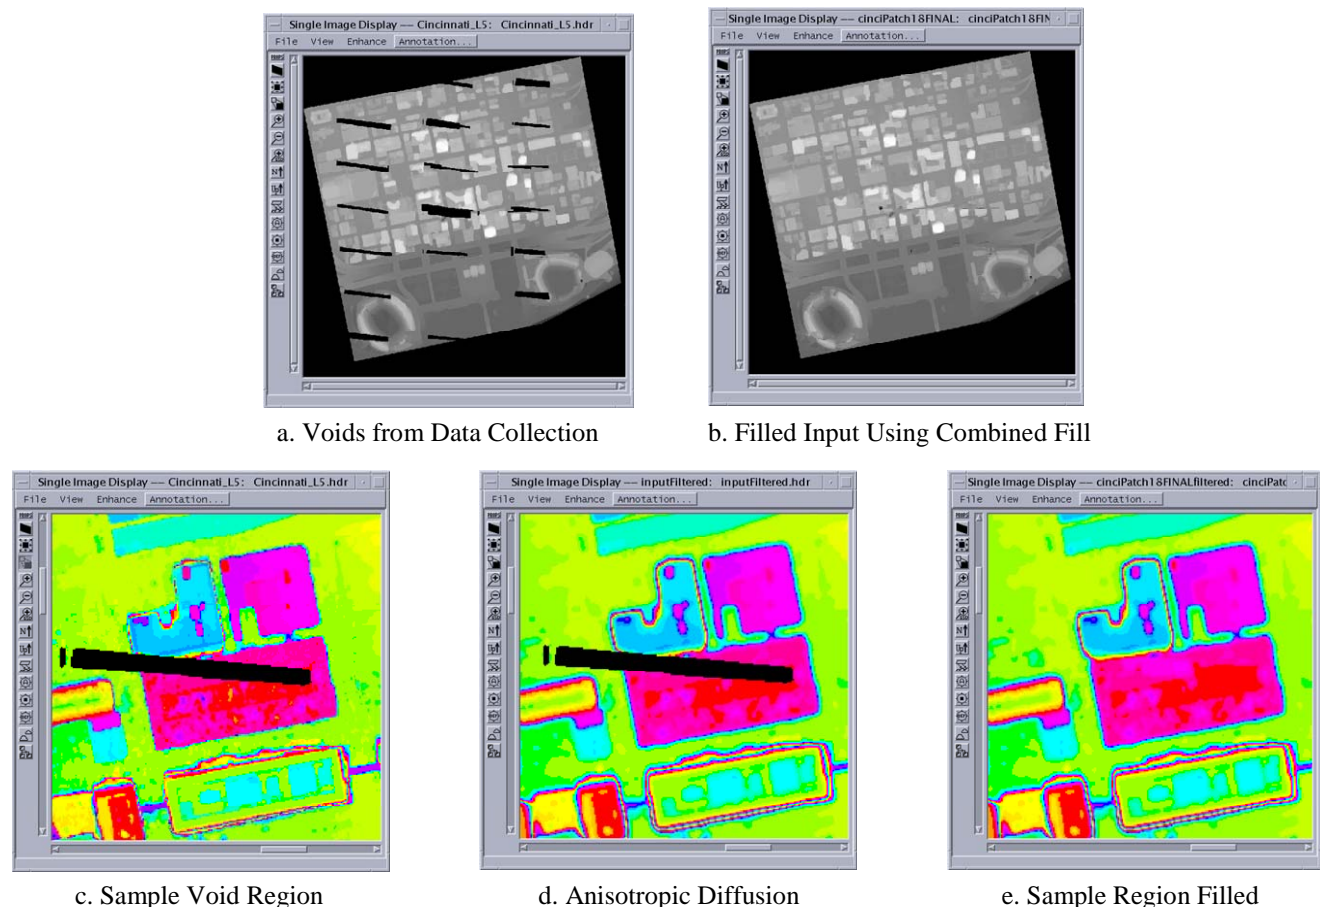 Single Image Display –– Cincinnati_L5: Cincinnati_L5.hdr
File View Enhance Annotation...
Single Image Display –– cinciPatch18FINAL: cinciPatch18FIN
File View Enhance Annotation...
a. Voids from Data Collection
b. Filled Input Using Combined Fill
Single Image Display –– Cincinnati_L5: Cincinnati_L5.hdr
File View Enhance Annotation...
Single Image Display –– inputFiltered: inputFiltered.hdr
File View Enhance Annotation...
Single Image Display –– cinciPatch18FINALfiltered: cinciPatc
File View Enhance Annotation...
c. Sample Void Region
d. Anisotropic Diffusion
e. Sample Region Filled